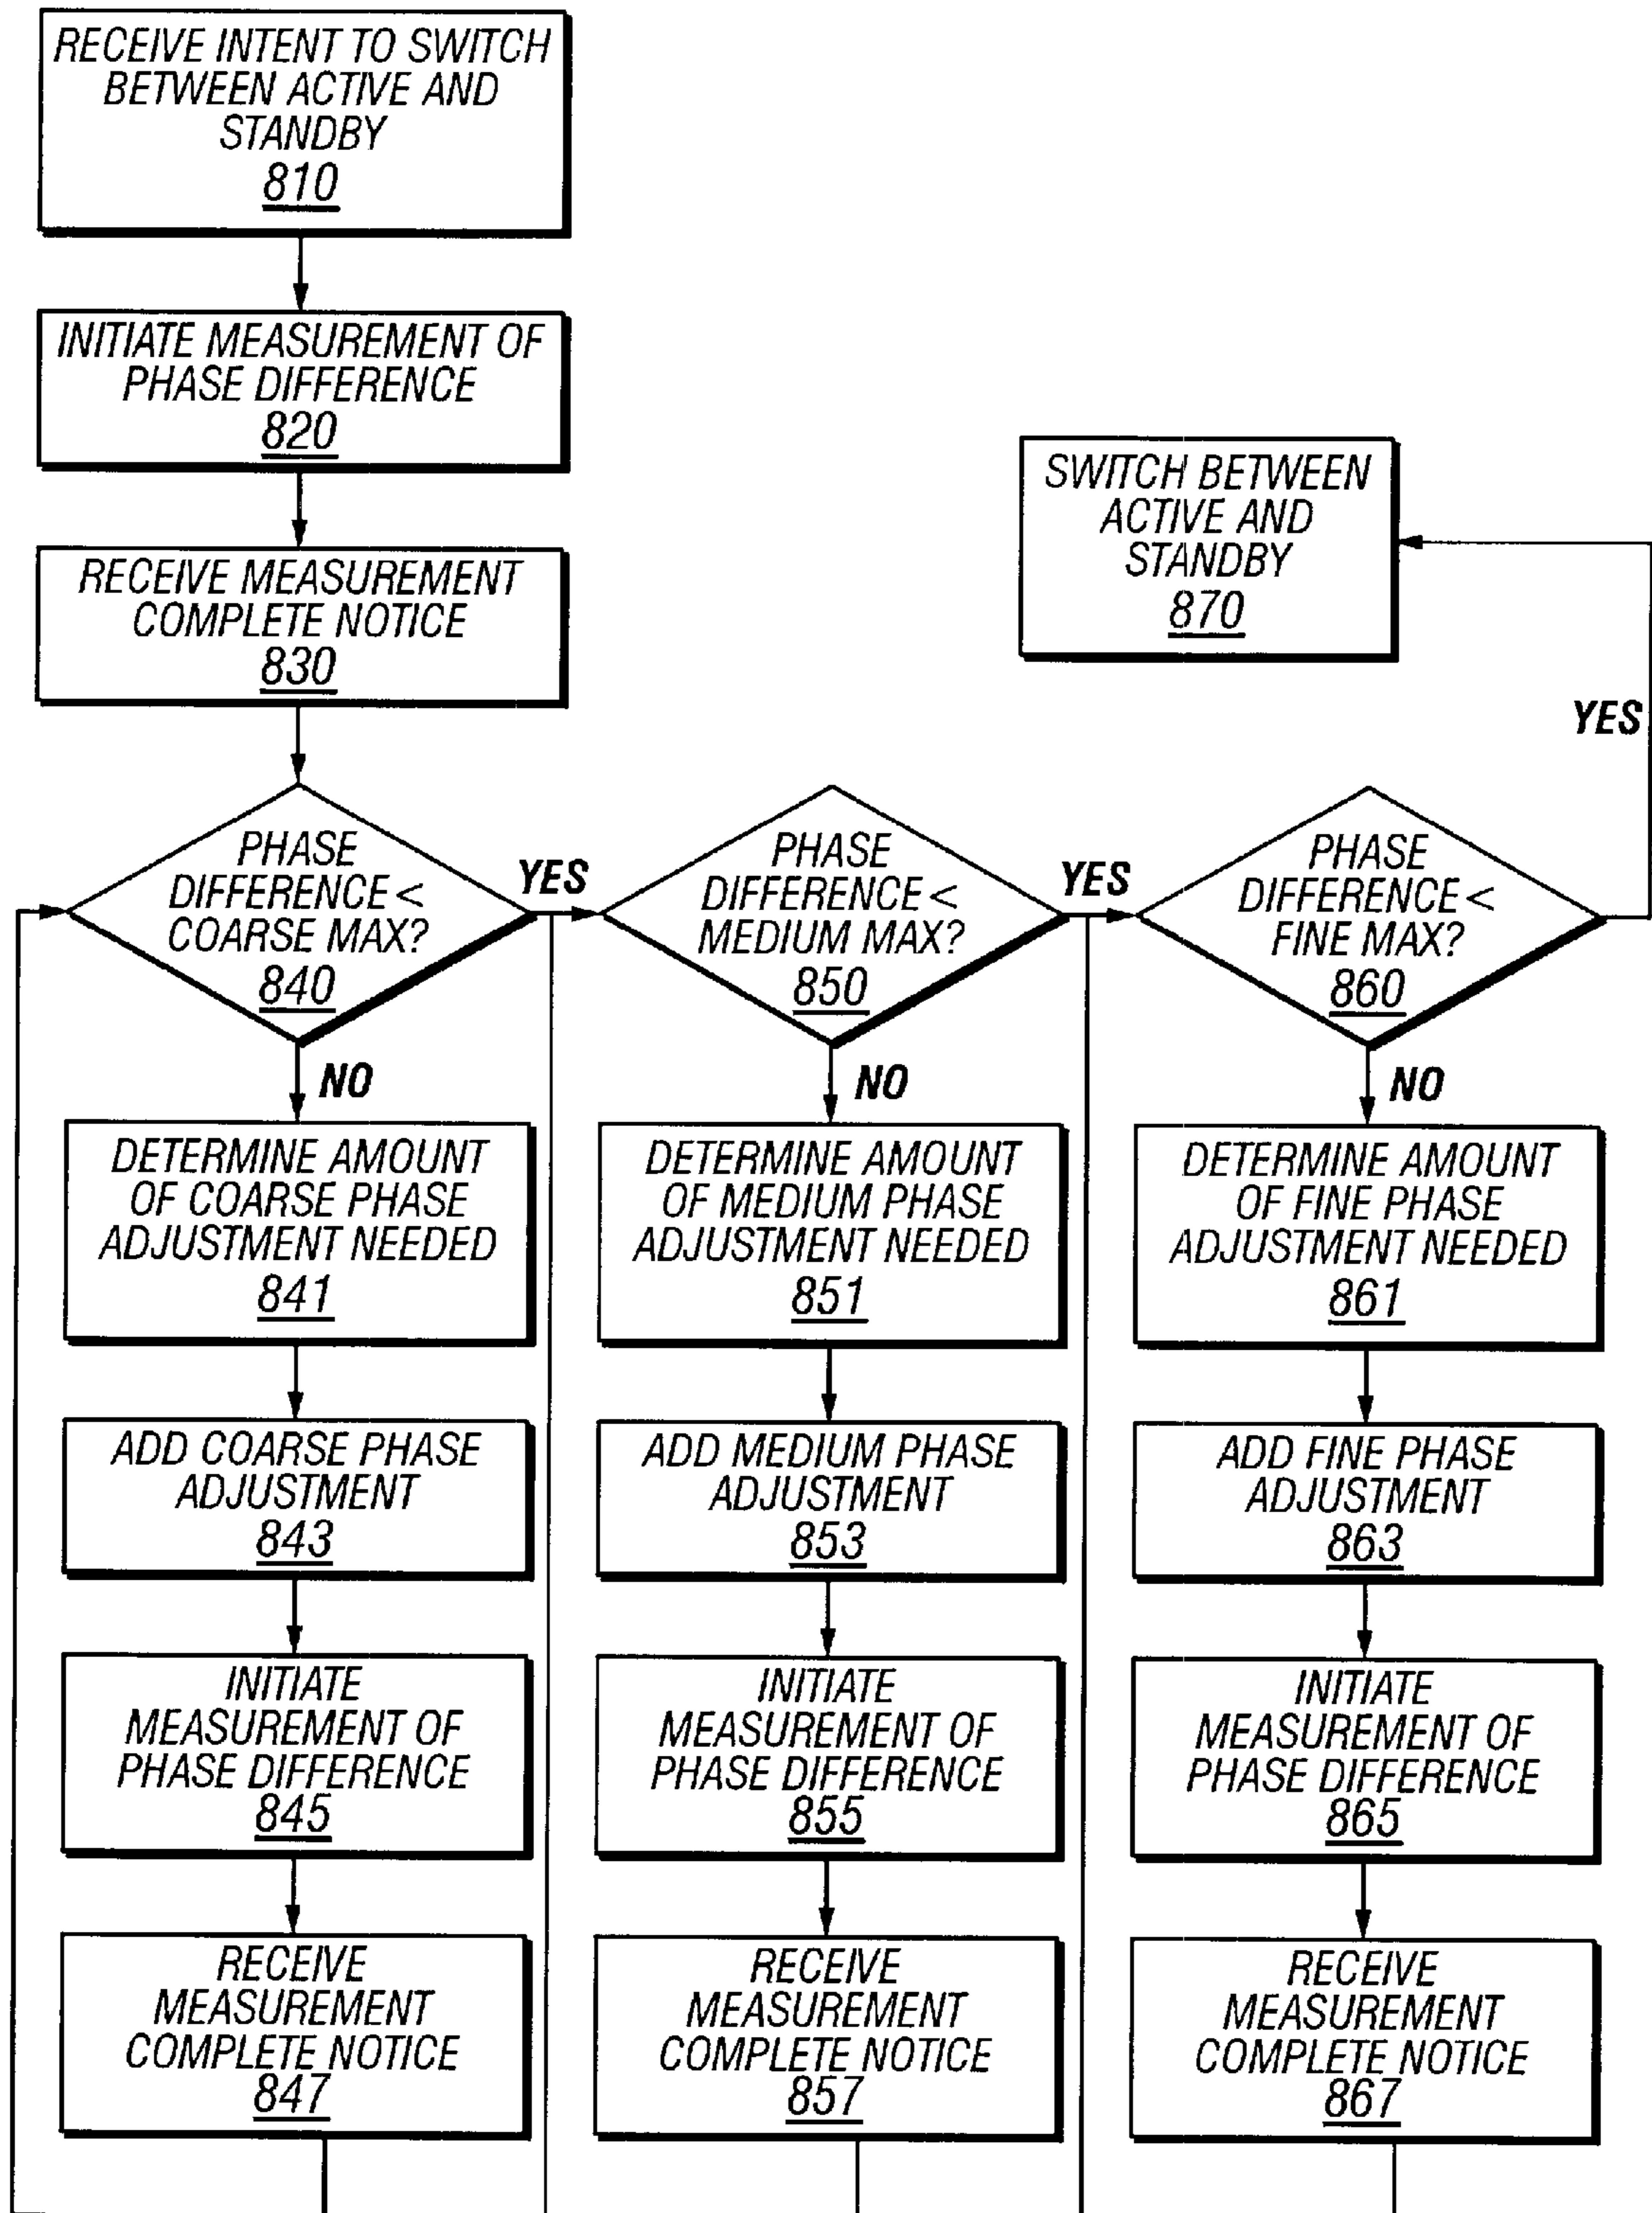 RECEIVE INTENT TO SWITCH
BETWEEN ACTIVE AND
STANDBY
810
INITIATE MEASUREMENT OF
PHASE DIFFERENCE
820
RECEIVE MEASUREMENT
COMPLETE NOTICE
830
SWITCH BETWEEN
ACTIVE AND
STANDBY
870
YES
PHASE
DIFFERENCE <
COARSE MAX?
840
YES
NO
PHASE
DIFFERENCE <
MEDIUM MAX?
850
YES
NO
PHASE
DIFFERENCE <
FINE MAX?
860
NO
DETERMINE AMOUNT
OF COARSE PHASE
ADJUSTMENT NEEDED
841
ADD COARSE PHASE
ADJUSTMENT
843
INITIATE
MEASUREMENT OF
PHASE DIFFERENCE
845
RECEIVE
MEASUREMENT
COMPLETE NOTICE
847
DETERMINE AMOUNT
OF MEDIUM PHASE
ADJUSTMENT NEEDED
851
ADD MEDIUM PHASE
ADJUSTMENT
853
INITIATE
MEASUREMENT OF
PHASE DIFFERENCE
855
RECEIVE
MEASUREMENT
COMPLETE NOTICE
857
DETERMINE AMOUNT
OF FINE PHASE
ADJUSTMENT NEEDED
861
ADD FINE PHASE
ADJUSTMENT
863
INITIATE
MEASUREMENT OF
PHASE DIFFERENCE
865
RECEIVE
MEASUREMENT
COMPLETE NOTICE
867